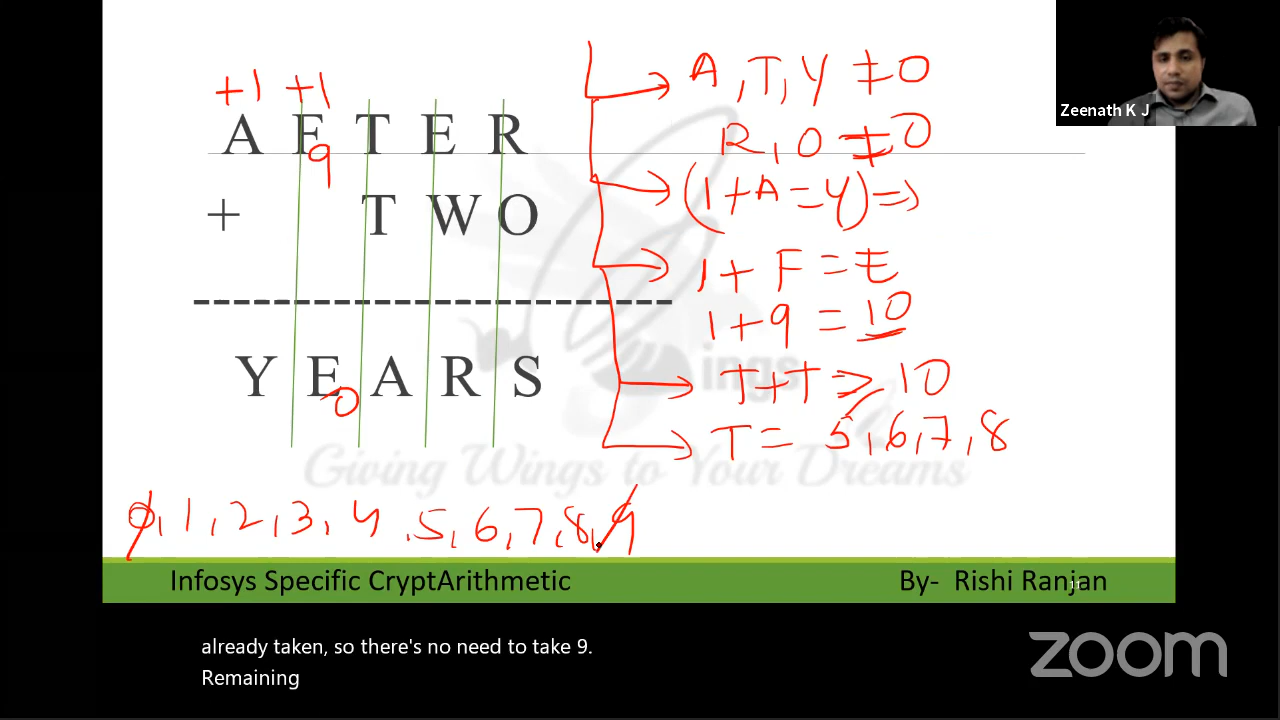 +1 +1
A F T E R
9
+ T W O
Y E A R S
0
A, T, Y ≠ 0
R, O ≠ 0
(1 + A = Y) =>
1 + F = E
1 + 9 = 10
T + T ≥ 10
T = 5, 6, 7, 8
wings
Giving Wings to Your Dreams
0, 1, 2, 3, 4, 5, 6, 7, 8, 9
Infosys Specific CryptArithmetic
By- Rishi Ranjan
11
Zeenath K J
already taken, so there's no need to take 9.
Remaining
zoom